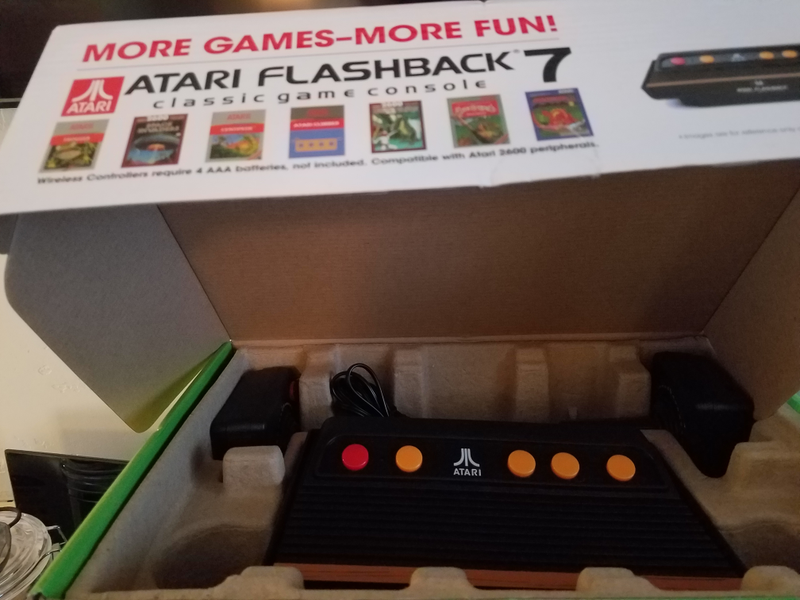 MORE GAMES–MORE FUN!
ATARI
ATARI FLASHBACK® 7
classic game console
Wireless Controllers require 4 AAA batteries, not included. Compatible with Atari 2600 peripherals.
ATARI